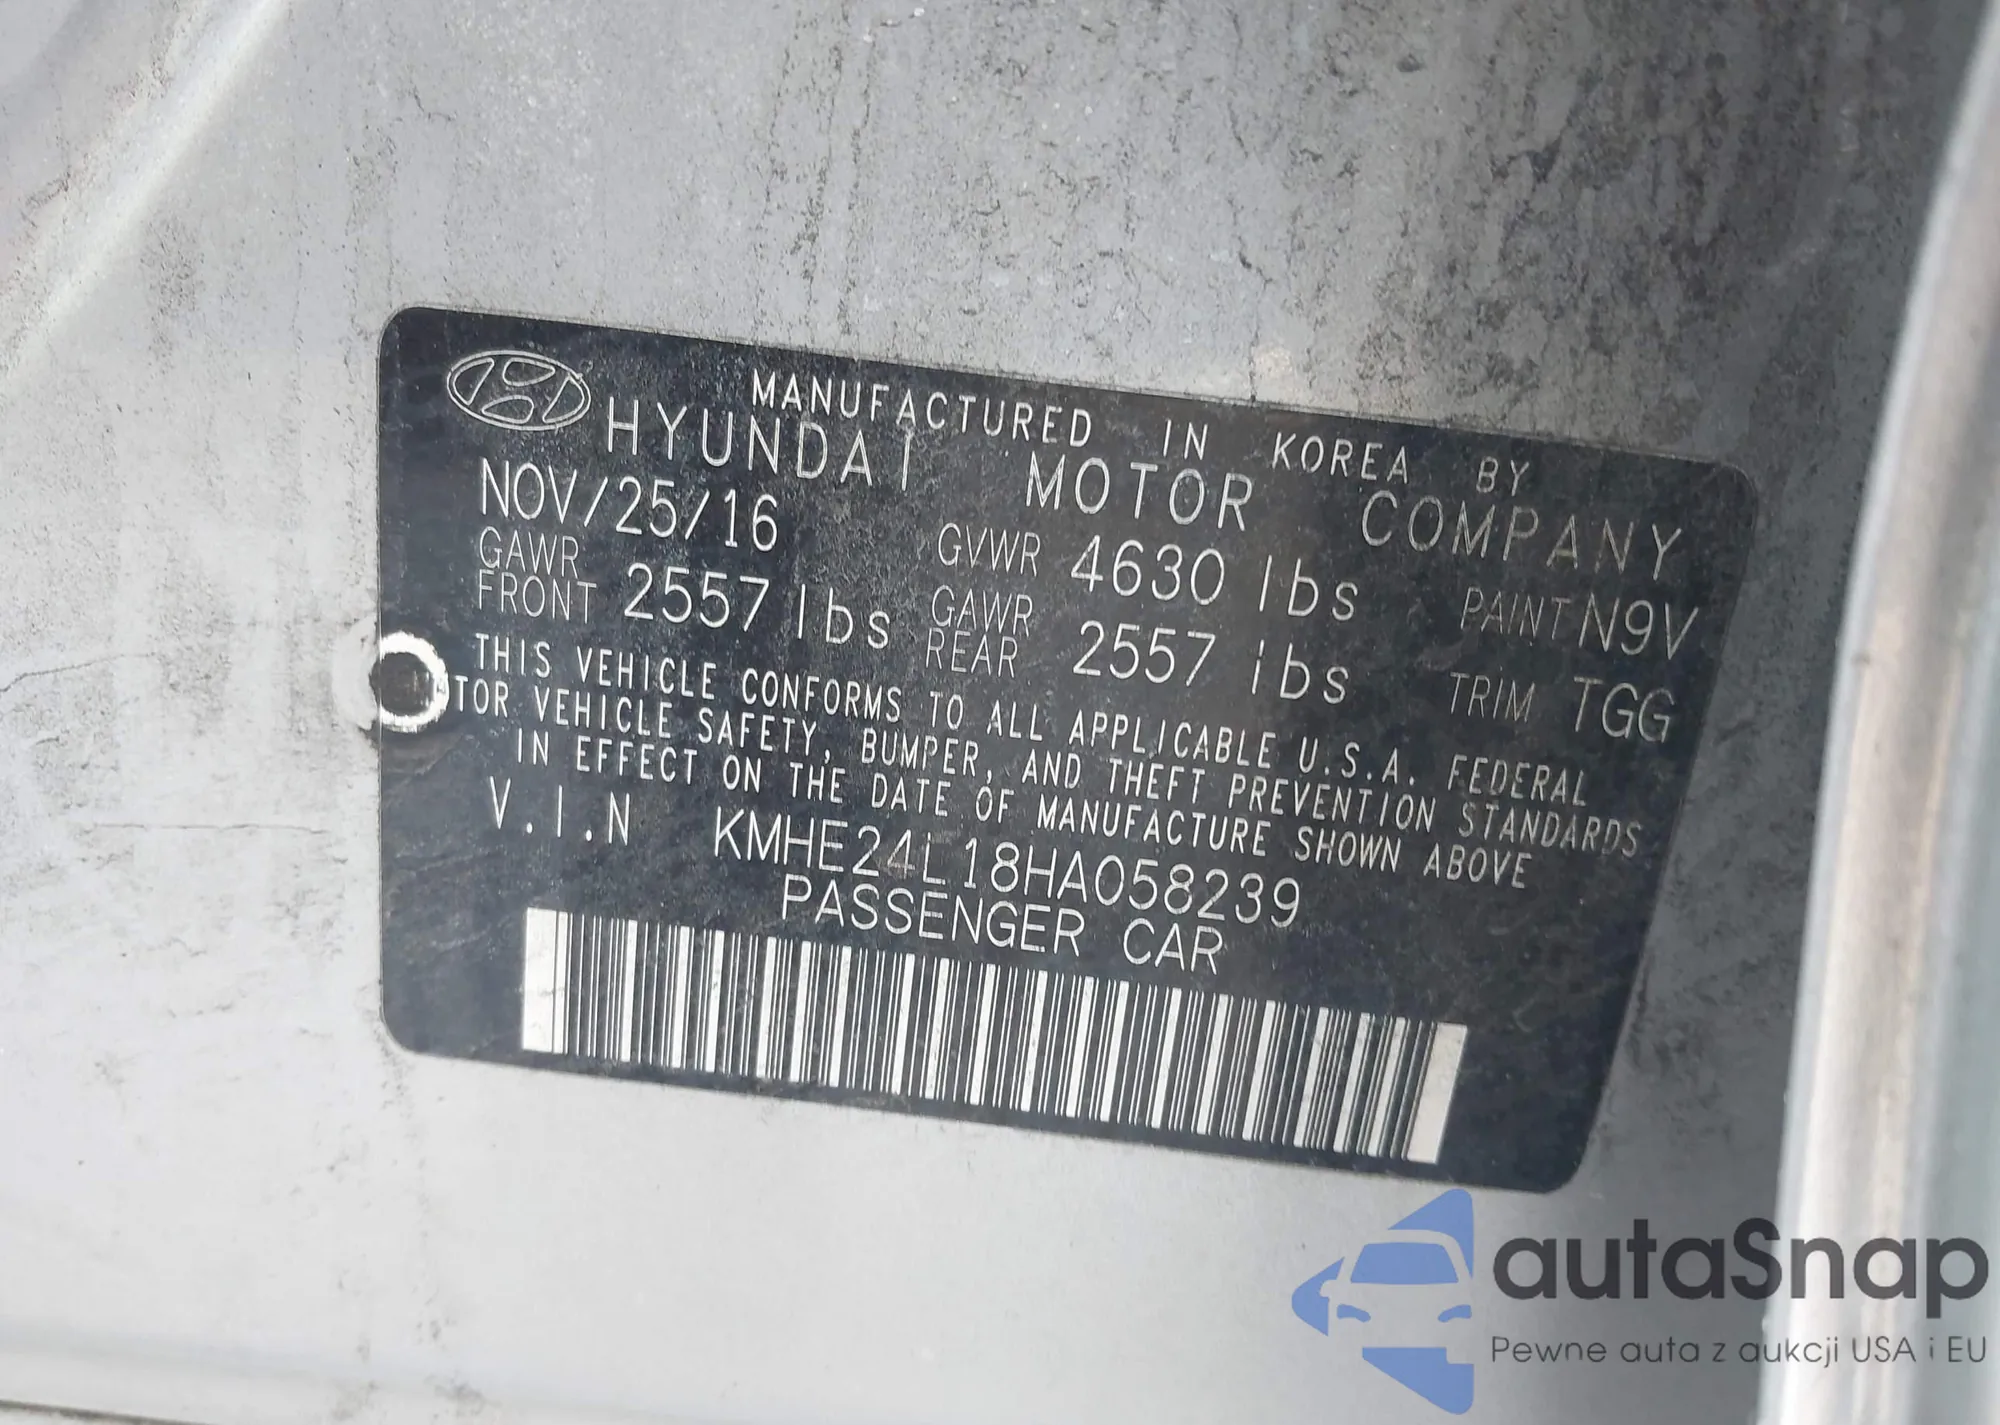 MANUFACTURED IN KOREA BY
HYUNDAI MOTOR COMPANY
NOV/25/16 GVWR 4630 lbs PAINT N9V
GAWR FRONT 2557 lbs GAWR REAR 2557 lbs TRIM TGG
THIS VEHICLE CONFORMS TO ALL APPLICABLE U.S.A. FEDERAL
TOR VEHICLE SAFETY, BUMPER, AND THEFT PREVENTION STANDARDS
IN EFFECT ON THE DATE OF MANUFACTURE SHOWN ABOVE
V.I.N KMHE24L18HA058239
PASSENGER CAR
autaSnap
Pewne auta z aukcji USA i EU